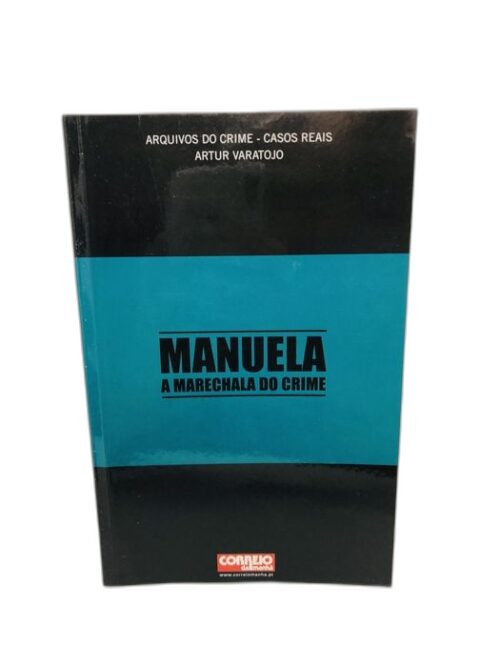 ARQUIVOS DO CRIME - CASOS REAIS
ARTUR VARATOJO
MANUELA
A MARECHALA DO CRIME
CORREIO
da manhã
www.correiomanha.pt